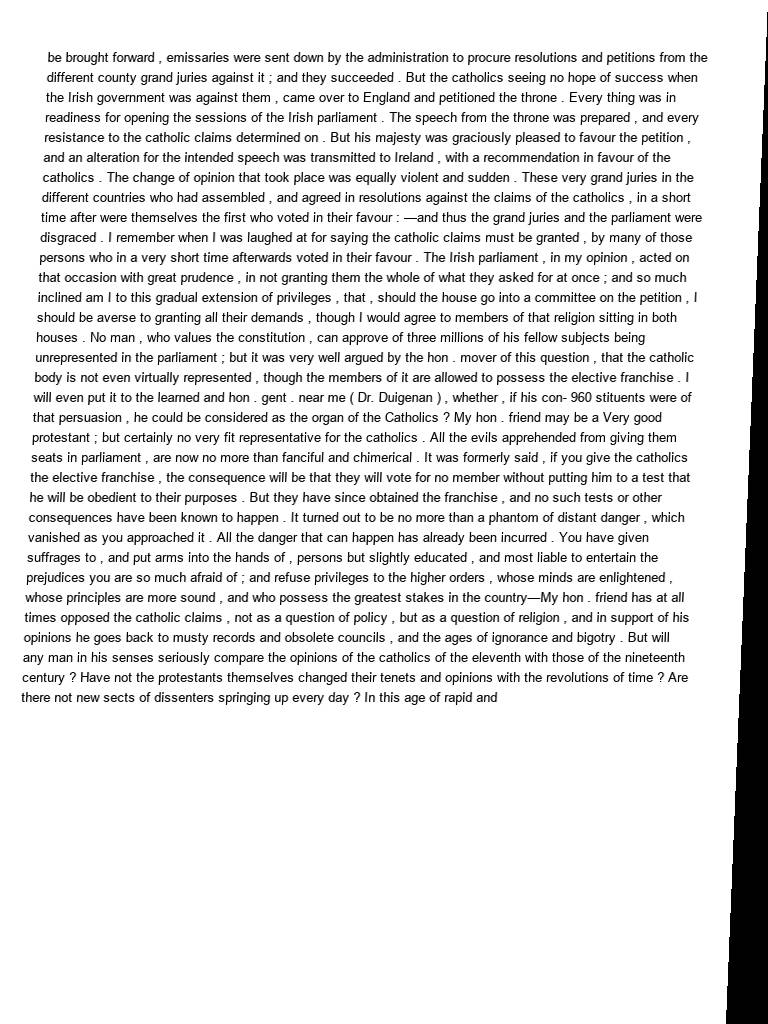 be brought forward , emissaries were sent down by the administration to procure resolutions and petitions from the
different county grand juries against it ; and they succeeded . But the catholics seeing no hope of success when
the Irish government was against them , came over to England and petitioned the throne . Every thing was in
readiness for opening the sessions of the Irish parliament . The speech from the throne was prepared , and every
resistance to the catholic claims determined on . But his majesty was graciously pleased to favour the petition ,
and an alteration for the intended speech was transmitted to Ireland , with a recommendation in favour of the
catholics . The change of opinion that took place was equally violent and sudden . These very grand juries in the
different countries who had assembled , and agreed in resolutions against the claims of the catholics , in a short
time after were themselves the first who voted in their favour : —and thus the grand juries and the parliament were
disgraced . I remember when I was laughed at for saying the catholic claims must be granted , by many of those
persons who in a very short time afterwards voted in their favour . The Irish parliament , in my opinion , acted on
that occasion with great prudence , in not granting them the whole of what they asked for at once ; and so much
inclined am I to this gradual extension of privileges , that , should the house go into a committee on the petition , I
should be averse to granting all their demands , though I would agree to members of that religion sitting in both
houses . No man , who values the constitution , can approve of three millions of his fellow subjects being
unrepresented in the parliament ; but it was very well argued by the hon . mover of this question , that the catholic
body is not even virtually represented , though the members of it are allowed to possess the elective franchise . I
will even put it to the learned and hon . gent . near me ( Dr. Duigenan ) , whether , if his con- 960 stituents were of
that persuasion , he could be considered as the organ of the Catholics ? My hon . friend may be a Very good
protestant ; but certainly no very fit representative for the catholics . All the evils apprehended from giving them
seats in parliament , are now no more than fanciful and chimerical . It was formerly said , if you give the catholics
the elective franchise , the consequence will be that they will vote for no member without putting him to a test that
he will be obedient to their purposes . But they have since obtained the franchise , and no such tests or other
consequences have been known to happen . It turned out to be no more than a phantom of distant danger , which
vanished as you approached it . All the danger that can happen has already been incurred . You have given
suffrages to , and put arms into the hands of , persons but slightly educated , and most liable to entertain the
prejudices you are so much afraid of ; and refuse privileges to the higher orders , whose minds are enlightened ,
whose principles are more sound , and who possess the greatest stakes in the country—My hon . friend has at all
times opposed the catholic claims , not as a question of policy , but as a question of religion , and in support of his
opinions he goes back to musty records and obsolete councils , and the ages of ignorance and bigotry . But will
any man in his senses seriously compare the opinions of the catholics of the eleventh with those of the nineteenth
century ? Have not the protestants themselves changed their tenets and opinions with the revolutions of time ? Are
there not new sects of dissenters springing up every day ? In this age of rapid and